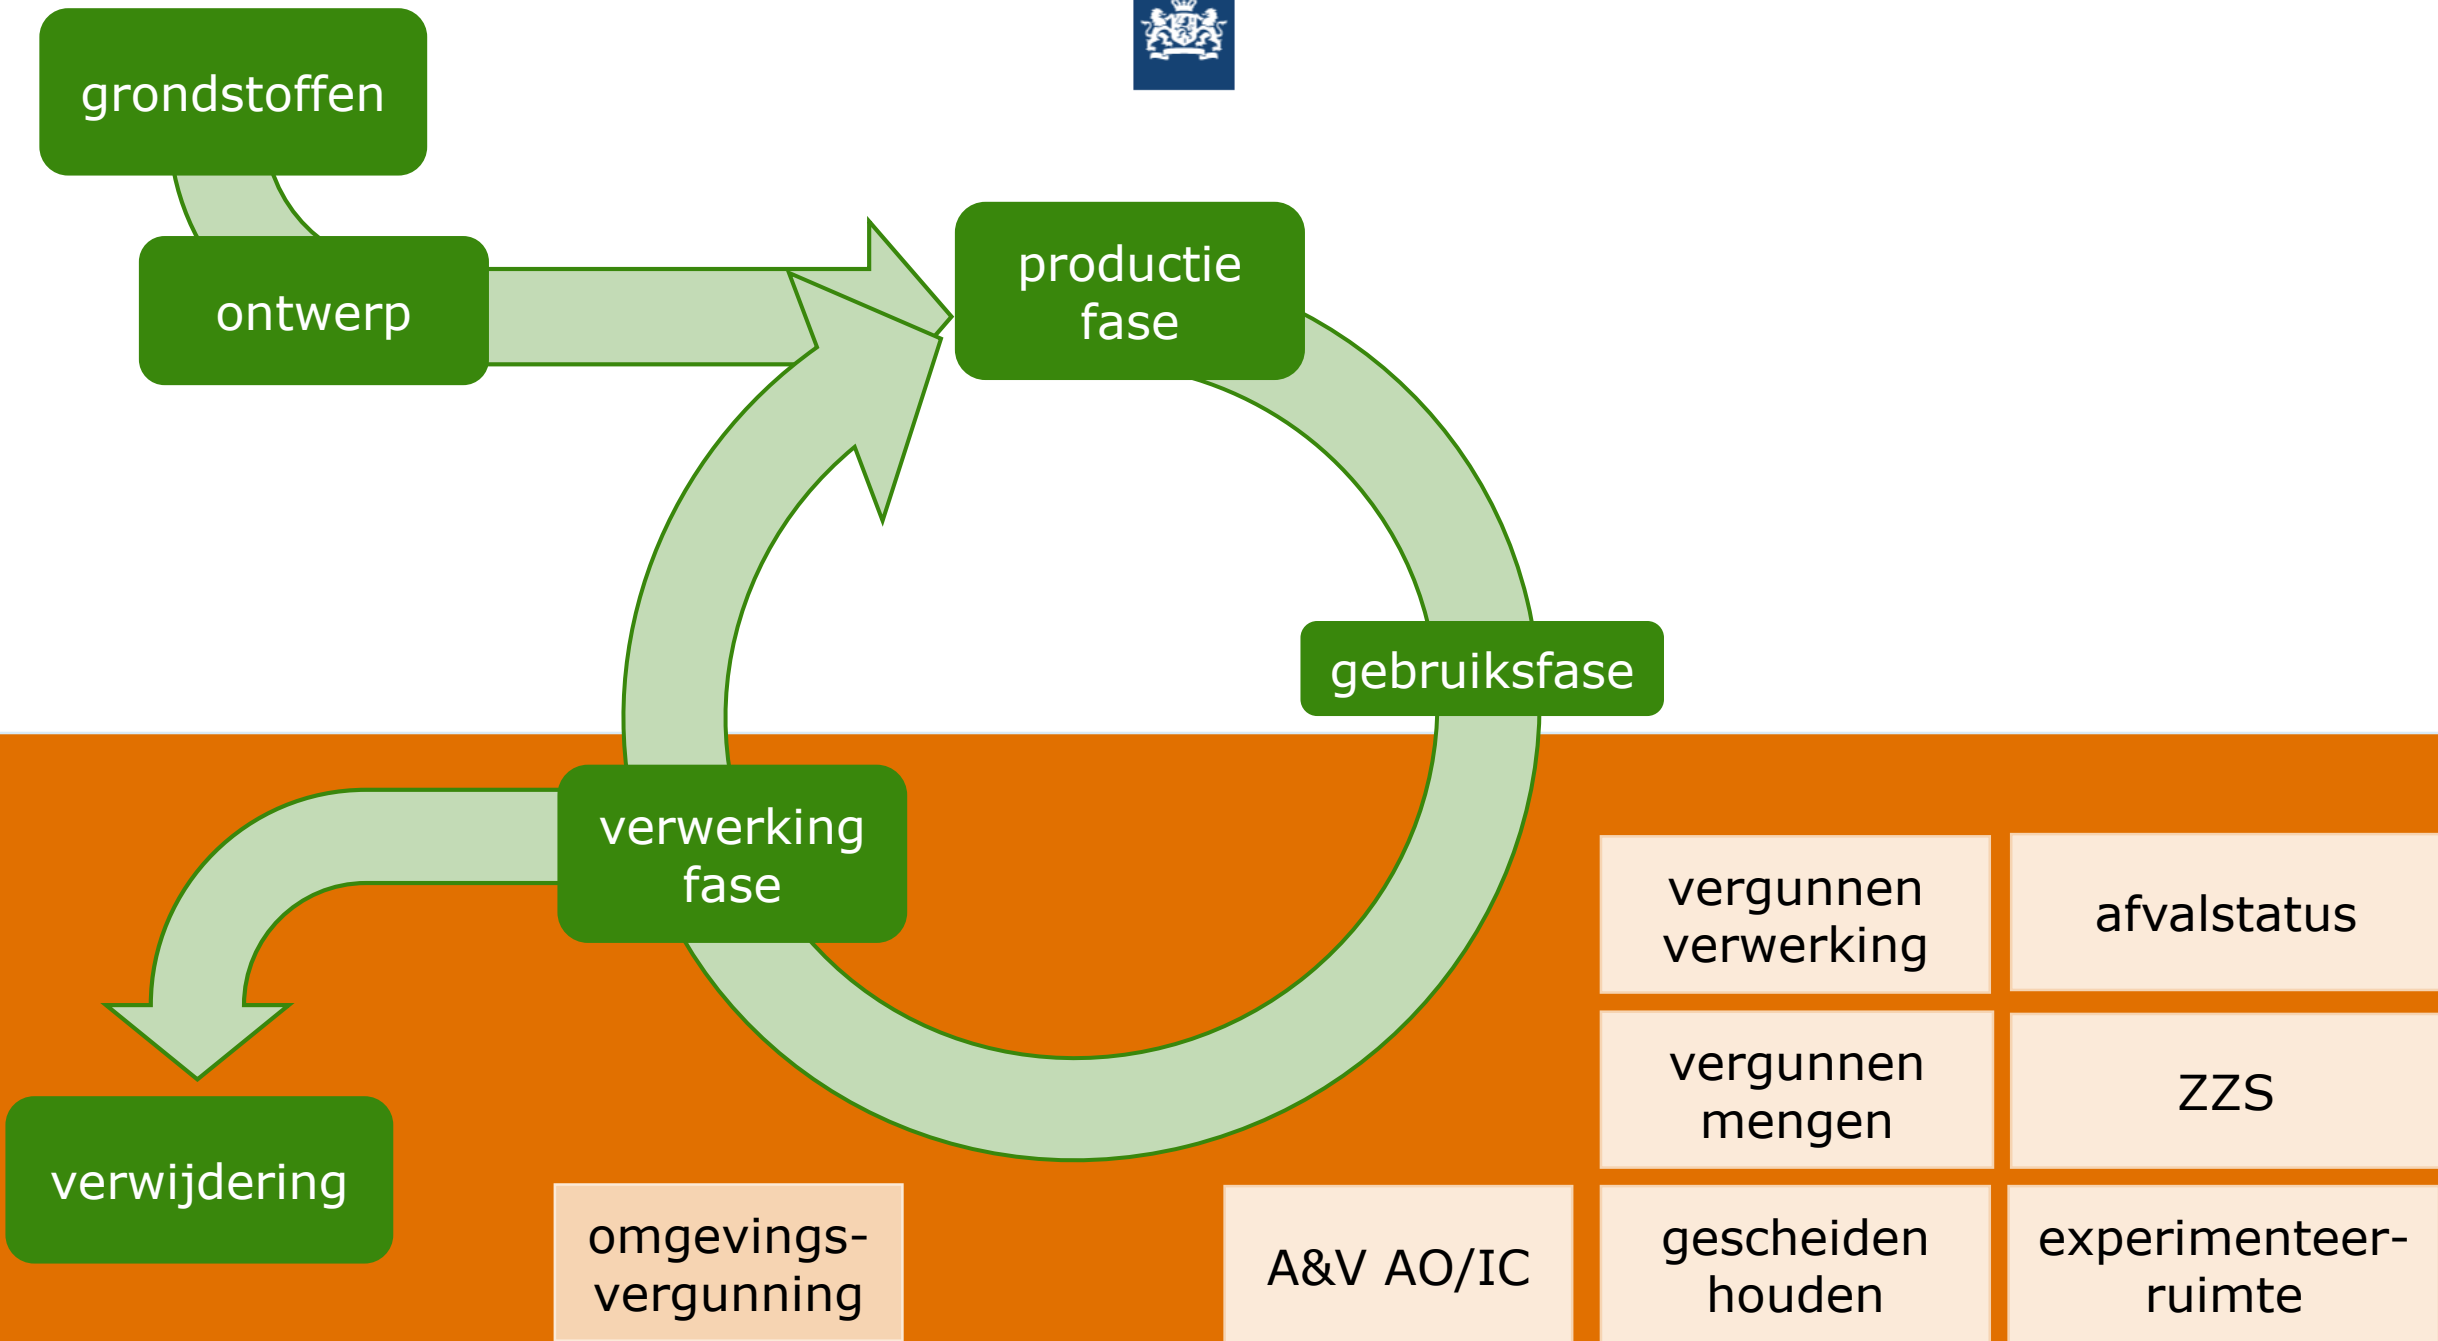 grondstoffen
ontwerp
productie
fase
gebruiksfase
verwerking
fase
verwijdering
vergunnen
verwerking
afvalstatus
vergunnen
mengen
ZZS
omgevings-
vergunning
A&V AO/IC
gescheiden
houden
experimenteer-
ruimte